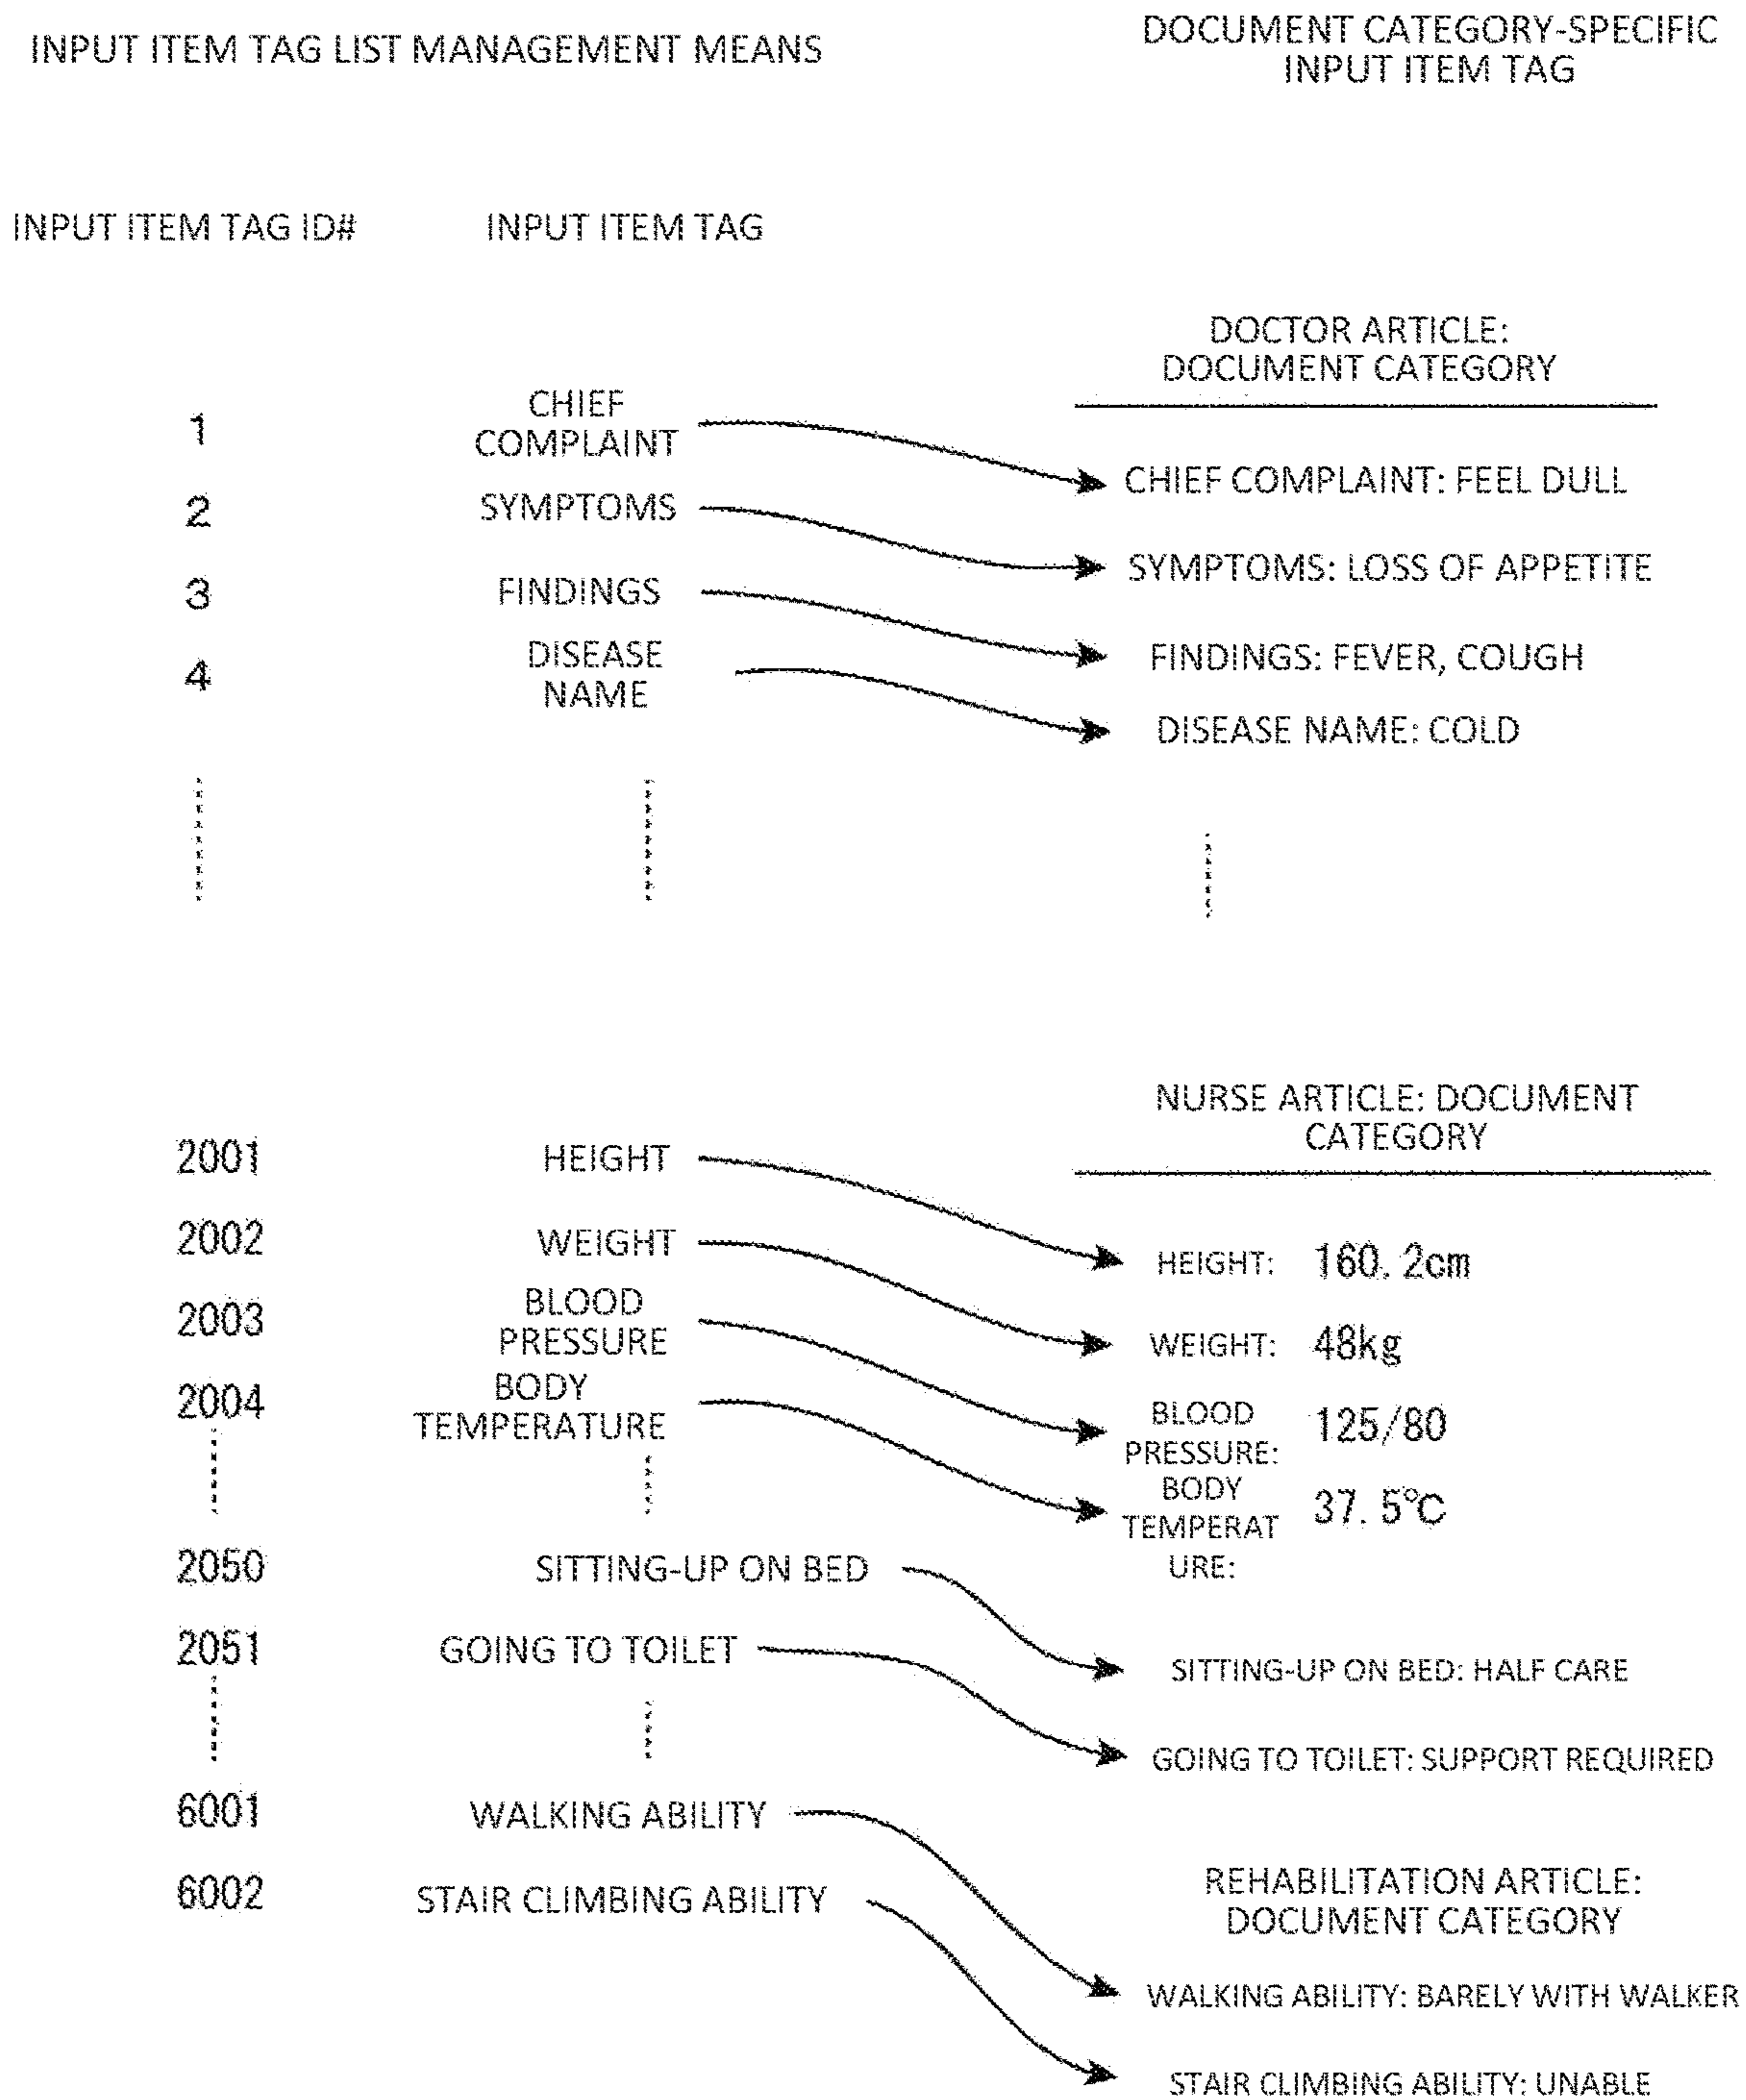 INPUT ITEM TAG LIST MANAGEMENT MEANS
DOCUMENT CATEGORY-SPECIFIC
INPUT ITEM TAG
INPUT ITEM TAG ID#
INPUT ITEM TAG
DOCTOR ARTICLE:
DOCUMENT CATEGORY
1
CHIEF
COMPLAINT
CHIEF COMPLAINT: FEEL DULL
2
SYMPTOMS
SYMPTOMS: LOSS OF APPETITE
3
FINDINGS
FINDINGS: FEVER, COUGH
4
DISEASE
NAME
DISEASE NAME: COLD
NURSE ARTICLE: DOCUMENT
CATEGORY
2001
HEIGHT
HEIGHT: 160.2cm
2002
WEIGHT
WEIGHT: 48kg
2003
BLOOD
PRESSURE
BLOOD
PRESSURE:
125/80
2004
BODY
TEMPERATURE
BODY
TEMPERAT
URE:
37.5℃
2050
SITTING-UP ON BED
SITTING-UP ON BED: HALF CARE
2051
GOING TO TOILET
GOING TO TOILET: SUPPORT REQUIRED
6001
WALKING ABILITY
REHABILITATION ARTICLE:
DOCUMENT CATEGORY
WALKING ABILITY: BARELY WITH WALKER
6002
STAIR CLIMBING ABILITY
STAIR CLIMBING ABILITY: UNABLE